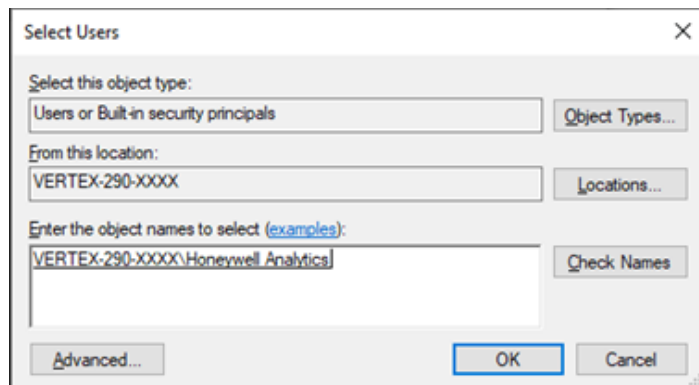 Select Users
Select this object type:
Users or Built-in security principals
Object Types...
From this location:
VERTEX-290-XXXX
Locations...
Enter the object names to select (examples):
VERTEX-290-XXXX\Honeywell Analytics
Check Names
Advanced...
OK
Cancel